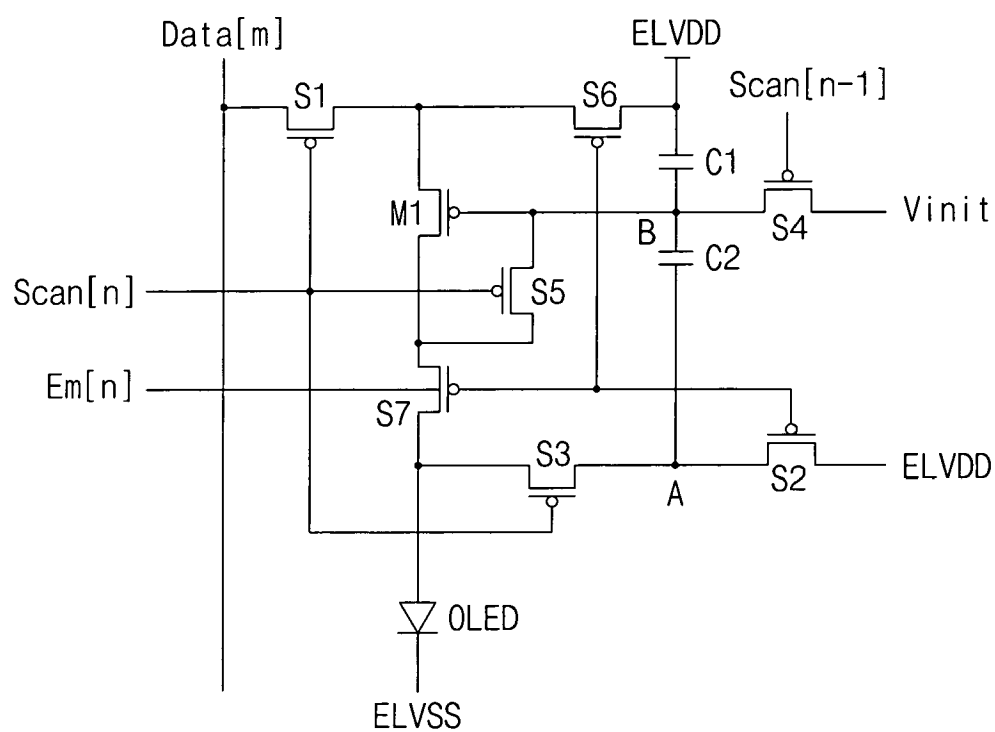 Data[m]
ELVDD
Scan[n-1]
S1
S6
C1
M1
B
S4
Vinit
C2
Scan[n]
S5
Em[n]
S7
S3
A
S2
ELVDD
OLED
ELVSS